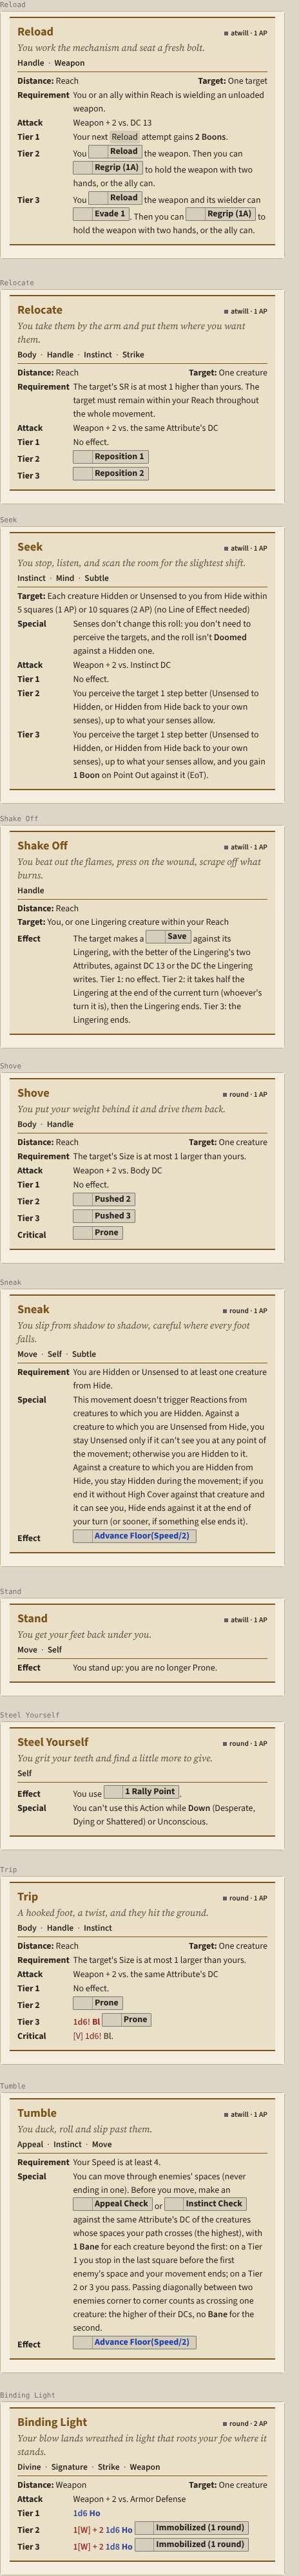 Reload
Reload ■ atwill · 1 AP
You work the mechanism and seat a fresh bolt.
Handle · Weapon
Distance: Reach Target: One target
Requirement You or an ally within Reach is wielding an unloaded
weapon.
Attack Weapon + 2 vs. DC 13
Tier 1 Your next Reload attempt gains 2 Boons.
Tier 2 You Reload the weapon. Then you can
Regrip (1A) to hold the weapon with two
hands, or the ally can.
Tier 3 You Reload the weapon and its wielder can
Evade 1. Then you can Regrip (1A) to
hold the weapon with two hands, or the ally can.
Relocate
Relocate ■ atwill · 1 AP
You take them by the arm and put them where you want
them.
Body · Handle · Instinct · Strike
Distance: Reach Target: One creature
Requirement The target's SR is at most 1 higher than yours. The
target must remain within your Reach throughout
the whole movement.
Attack Weapon + 2 vs. the same Attribute's DC
Tier 1 No effect.
Tier 2 Reposition 1
Tier 3 Reposition 2
Seek
Seek ■ atwill · 1 AP
You stop, listen, and scan the room for the slightest shift.
Instinct · Mind · Subtle
Target: Each creature Hidden or Unsensed to you from Hide within
5 squares (1 AP) or 10 squares (2 AP) (no Line of Effect needed)
Special Senses don't change this roll: you don't need to
perceive the targets, and the roll isn't Doomed
against a Hidden one.
Attack Weapon + 2 vs. Instinct DC
Tier 1 No effect.
Tier 2 You perceive the target 1 step better (Unsensed to
Hidden, or Hidden from Hide back to your own
senses), up to what your senses allow.
Tier 3 You perceive the target 1 step better (Unsensed to
Hidden, or Hidden from Hide back to your own
senses), up to what your senses allow, and you gain
1 Boon on Point Out against it (EoT).
Shake Off
Shake Off ■ atwill · 1 AP
You beat out the flames, press on the wound, scrape off what
burns.
Handle
Distance: Reach
Target: You, or one Lingering creature within your Reach
Effect The target makes a Save against its
Lingering, with the better of the Lingering's two
Attributes, against DC 13 or the DC the Lingering
writes. Tier 1: no effect. Tier 2: it takes half the
Lingering at the end of the current turn (whoever's
turn it is), then the Lingering ends. Tier 3: the
Lingering ends.
Shove
Shove ■ round · 1 AP
You put your weight behind it and drive them back.
Body · Handle
Distance: Reach Target: One creature
Requirement The target's Size is at most 1 larger than yours.
Attack Weapon + 2 vs. Body DC
Tier 1 No effect.
Tier 2 Pushed 2
Tier 3 Pushed 3
Critical Prone
Sneak
Sneak ■ round · 1 AP
You slip from shadow to shadow, careful where every foot
falls.
Move · Self · Subtle
Requirement You are Hidden or Unsensed to at least one creature
from Hide.
Special This movement doesn't trigger Reactions from
creatures to which you are Hidden. Against a
creature to which you are Unsensed from Hide, you
stay Unsensed only if it can't see you at any point of
the movement; otherwise you are Hidden to it.
Against a creature to which you are Hidden from
Hide, you stay Hidden during the movement; if you
end it without High Cover against that creature and
it can see you, Hide ends against it at the end of
your turn (or sooner, if something else ends it).
Effect Advance Floor(Speed/2)
Stand
Stand ■ atwill · 1 AP
You get your feet back under you.
Move · Self
Effect You stand up: you are no longer Prone.
Steel Yourself
Steel Yourself ■ round · 1 AP
You grit your teeth and find a little more to give.
Self
Effect You use 1 Rally Point.
Special You can't use this Action while Down (Desperate,
Dying or Shattered) or Unconscious.
Trip
Trip ■ round · 1 AP
A hooked foot, a twist, and they hit the ground.
Body · Handle · Instinct
Distance: Reach Target: One creature
Requirement The target's Size is at most 1 larger than yours.
Attack Weapon + 2 vs. the same Attribute's DC
Tier 1 No effect.
Tier 2 Prone
Tier 3 1d6! Bl Prone
Critical [V] 1d6! Bl.
Tumble
Tumble ■ atwill · 1 AP
You duck, roll and slip past them.
Appeal · Instinct · Move
Requirement Your Speed is at least 4.
Special You can move through enemies' spaces (never
ending in one). Before you move, make an
Appeal Check or Instinct Check
against the same Attribute's DC of the creatures
whose spaces your path crosses (the highest), with
1 Bane for each creature beyond the first: on a Tier
1 you stop in the last square before the first
enemy's space and your movement ends; on a Tier
2 or 3 you pass. Passing diagonally between two
enemies corner to corner counts as crossing one
creature: the higher of their DCs, no Bane for the
second.
Effect Advance Floor(Speed/2)
Binding Light
Binding Light ■ round · 2 AP
Your blow lands wreathed in light that roots your foe where it
stands.
Divine · Signature · Strike · Weapon
Distance: Weapon Target: One creature
Attack Weapon + 2 vs. Armor Defense
Tier 1 1d6 Ho
Tier 2 1[W] + 2 1d6 Ho Immobilized (1 round)
Tier 3 1[W] + 2 1d8 Ho Immobilized (1 round)